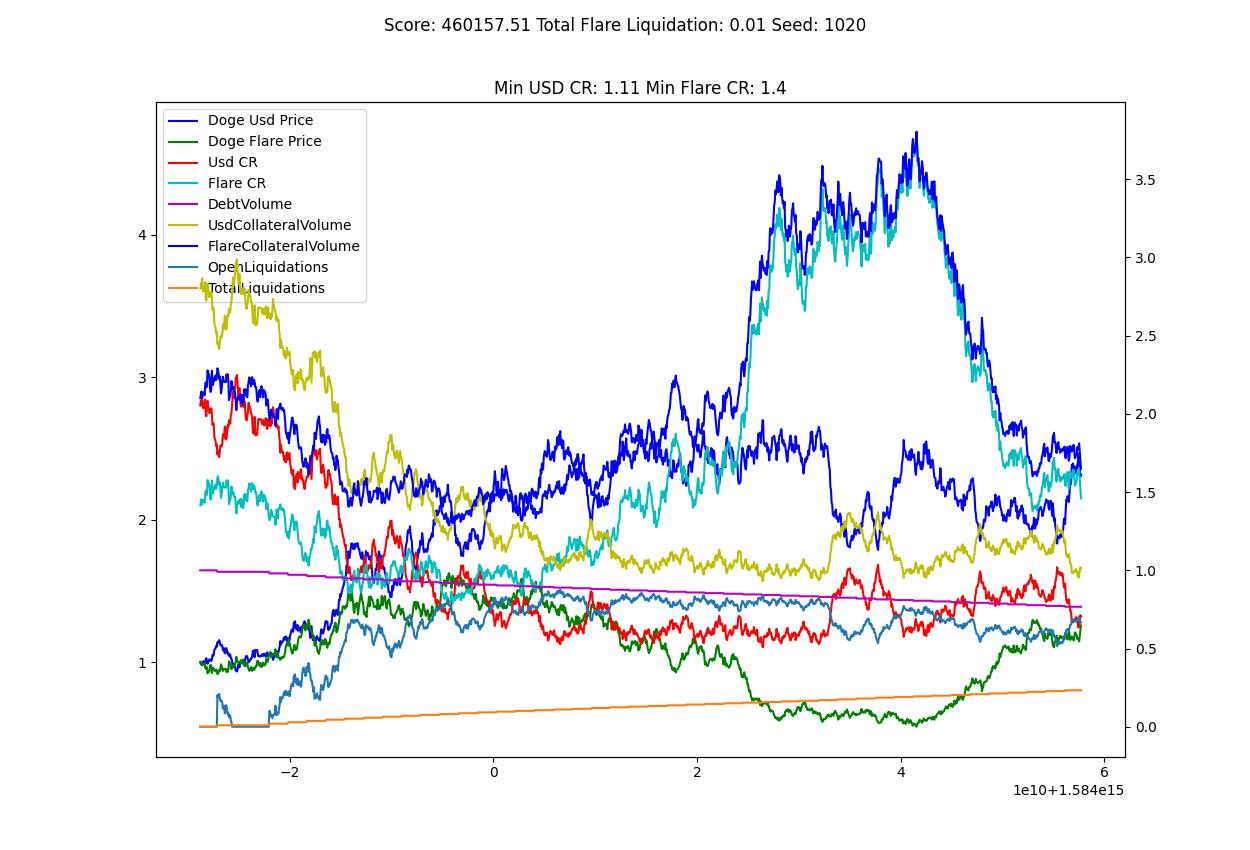 Score: 460157.51 Total Flare Liquidation: 0.01 Seed: 1020
Min USD CR: 1.11 Min Flare CR: 1.4
Doge Usd Price
Doge Flare Price
Usd CR
Flare CR
DebtVolume
UsdCollateralVolume
FlareCollateralVolume
OpenLiquidations
TotalLiquidations
4
3
2
1
3.5
3.0
2.5
2.0
1.5
1.0
0.5
0.0
−2
0
2
4
6
1e10+1.584e15